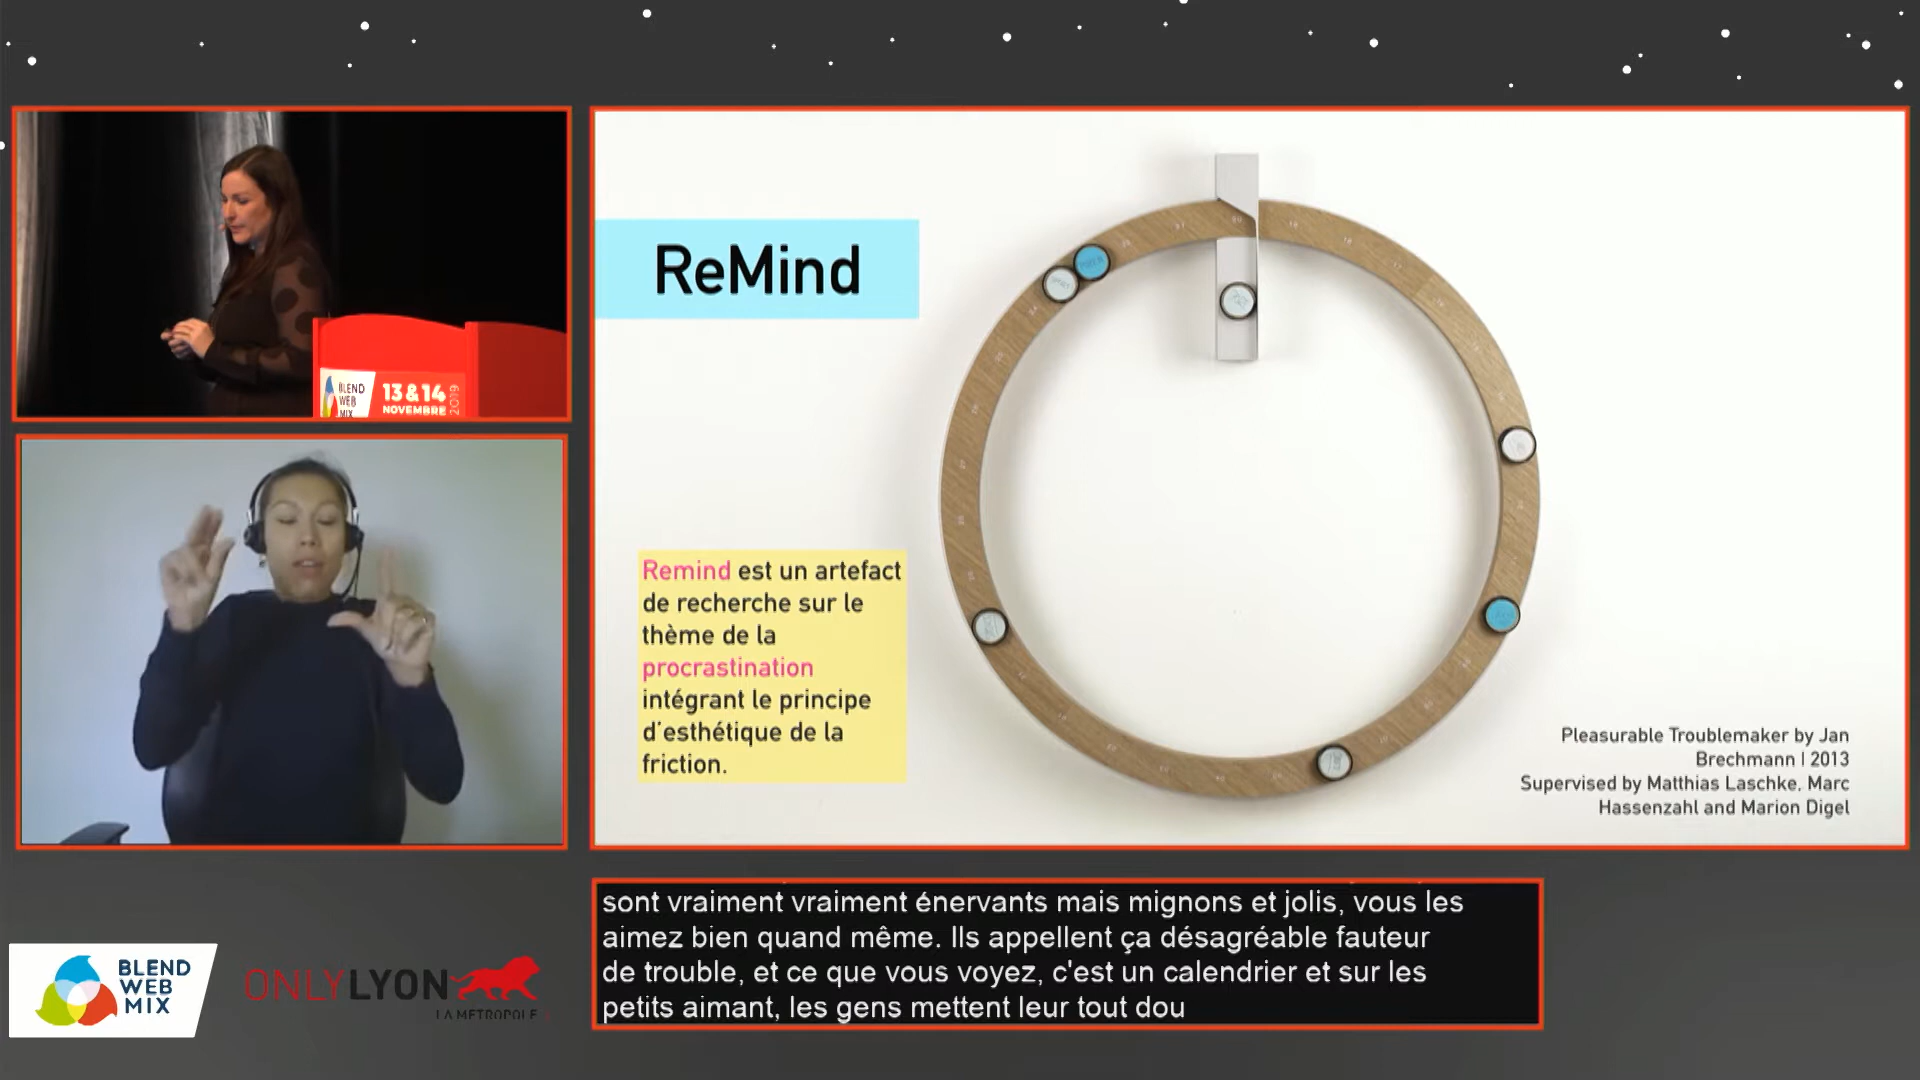 BLEND
WEB
MIX
13 & 14
NOVEMBRE
2019
ReMind
Remind est un artefact
de recherche sur le
thème de la
procrastination
intégrant le principe
d'esthétique de la
friction.
Pleasurable Troublemaker by Jan
Brechmann | 2013
Supervised by Matthias Laschke, Marc
Hassenzahl and Marion Digel
sont vraiment vraiment énervants mais mignons et jolis, vous les
aimez bien quand même. Ils appellent ça désagréable fauteur
de trouble, et ce que vous voyez, c'est un calendrier et sur les
petits aimant, les gens mettent leur tout dou
BLEND
WEB
MIX
ONLYLYON
LA METROPOLE